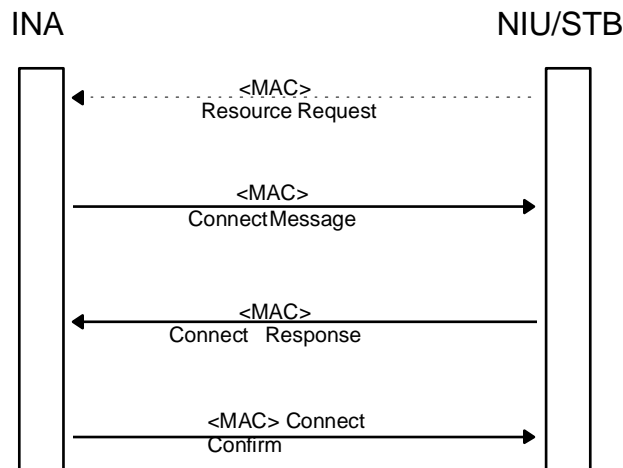 INA NIU/STB
<MAC>
Resource Request
<MAC>
ConnectMessage
<MAC>
Connect Response
<MAC> Connect
Confirm